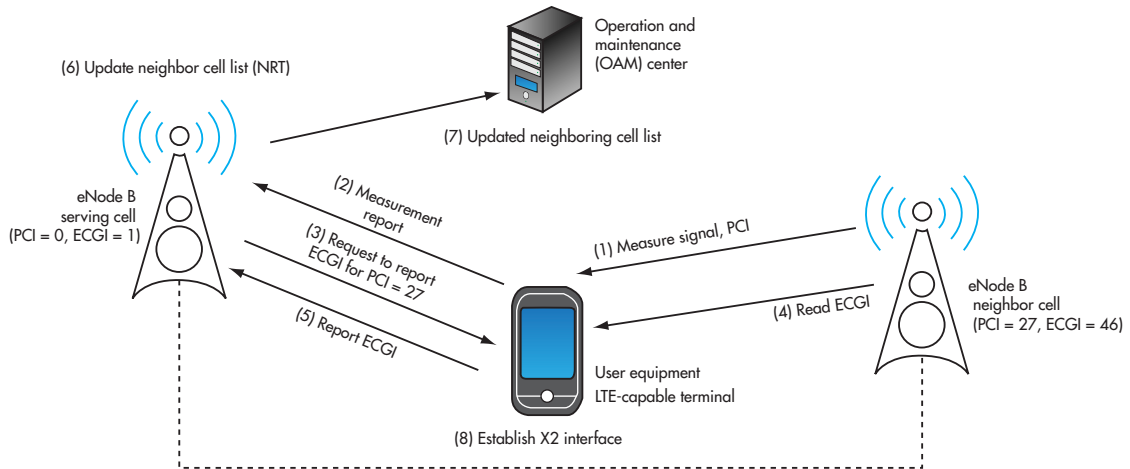 Operation and
maintenance
(OAM) center
(6) Update neighbor cell list (NRT)
(7) Updated neighboring cell list
eNode B
serving cell
(PCI = 0, ECGI = 1)
(2) Measurement
report
(3) Request to report
ECGI for PCI = 27
(5) Report ECGI
(1) Measure signal, PCI
(4) Read ECGI
eNode B
neighbor cell
(PCI = 27, ECGI = 46)
User equipment
LTE-capable terminal
(8) Establish X2 interface